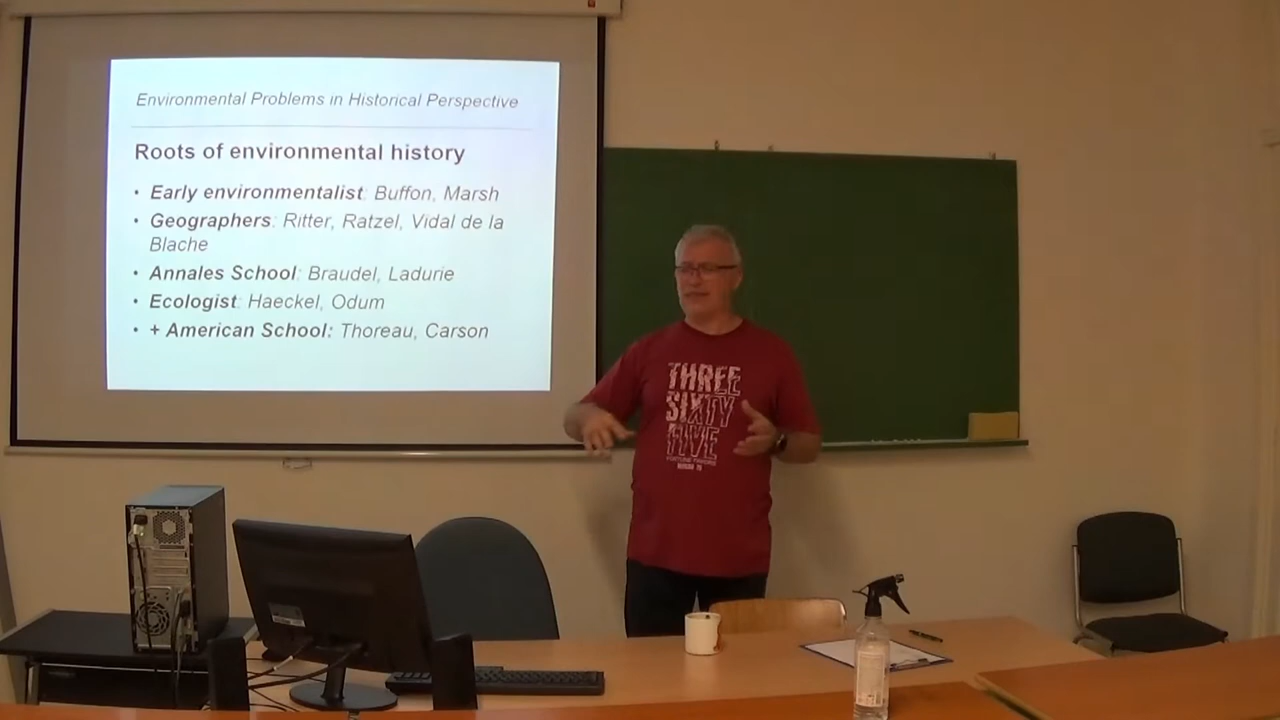 Environmental Problems in Historical Perspective
Roots of environmental history
• Early environmentalist: Buffon, Marsh
• Geographers: Ritter, Ratzel, Vidal de la
Blache
• Annales School: Braudel, Ladurie
• Ecologist: Haeckel, Odum
• + American School: Thoreau, Carson
THREE
SIXTY
FIVE